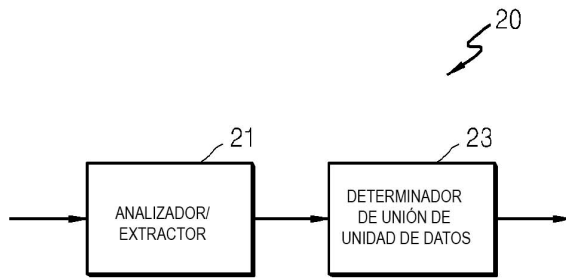 20
21
23
ANALIZADOR/
EXTRACTOR
DETERMINADOR
DE UNIÓN DE
UNIDAD DE DATOS